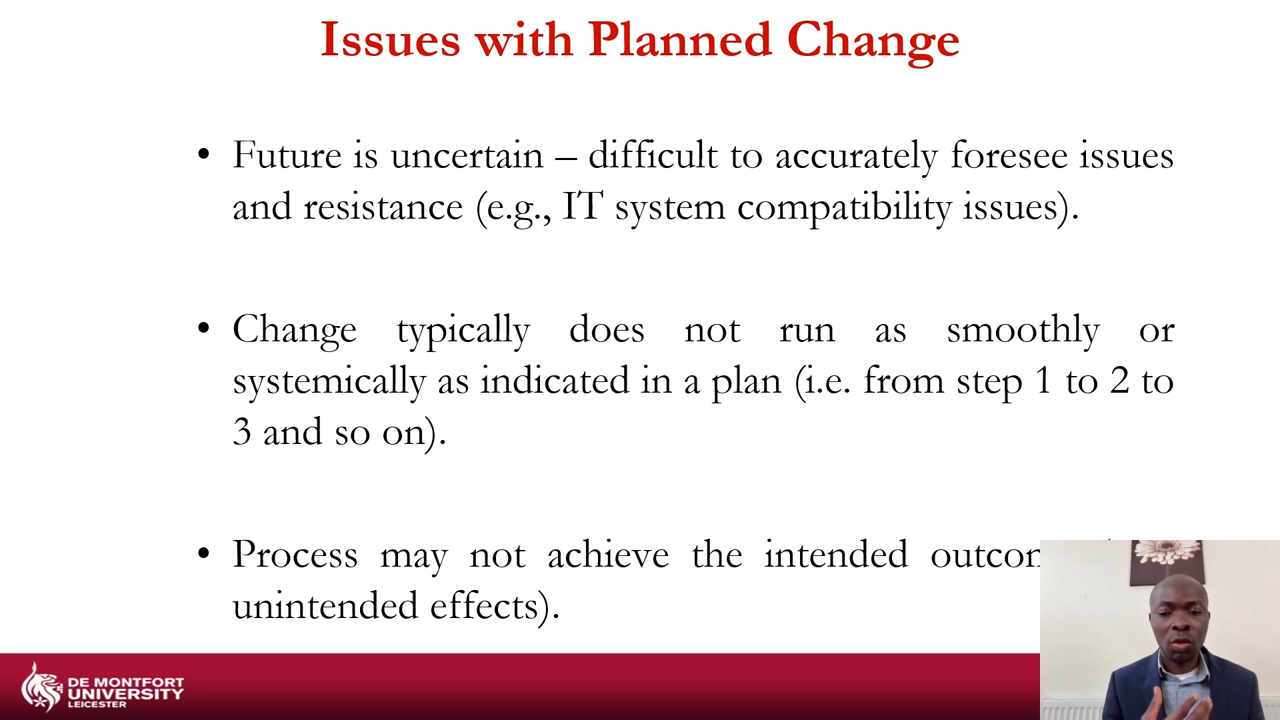 Issues with Planned Change
• Future is uncertain – difficult to accurately foresee issues
and resistance (e.g., IT system compatibility issues).
• Change typically does not run as smoothly or
systemically as indicated in a plan (i.e. from step 1 to 2 to
3 and so on).
• Process may not achieve the intended
unintended effects).
DE MONTFORT
UNIVERSITY
LEICESTER